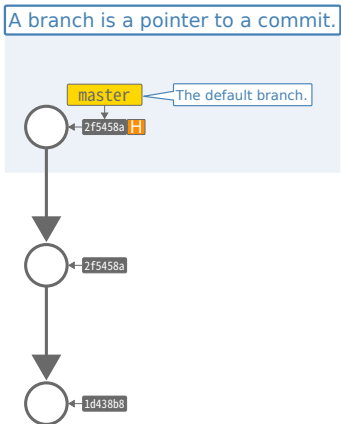 A branch is a pointer to a commit.
master
The default branch.
2f5458a H
2f5458a
1d438b8